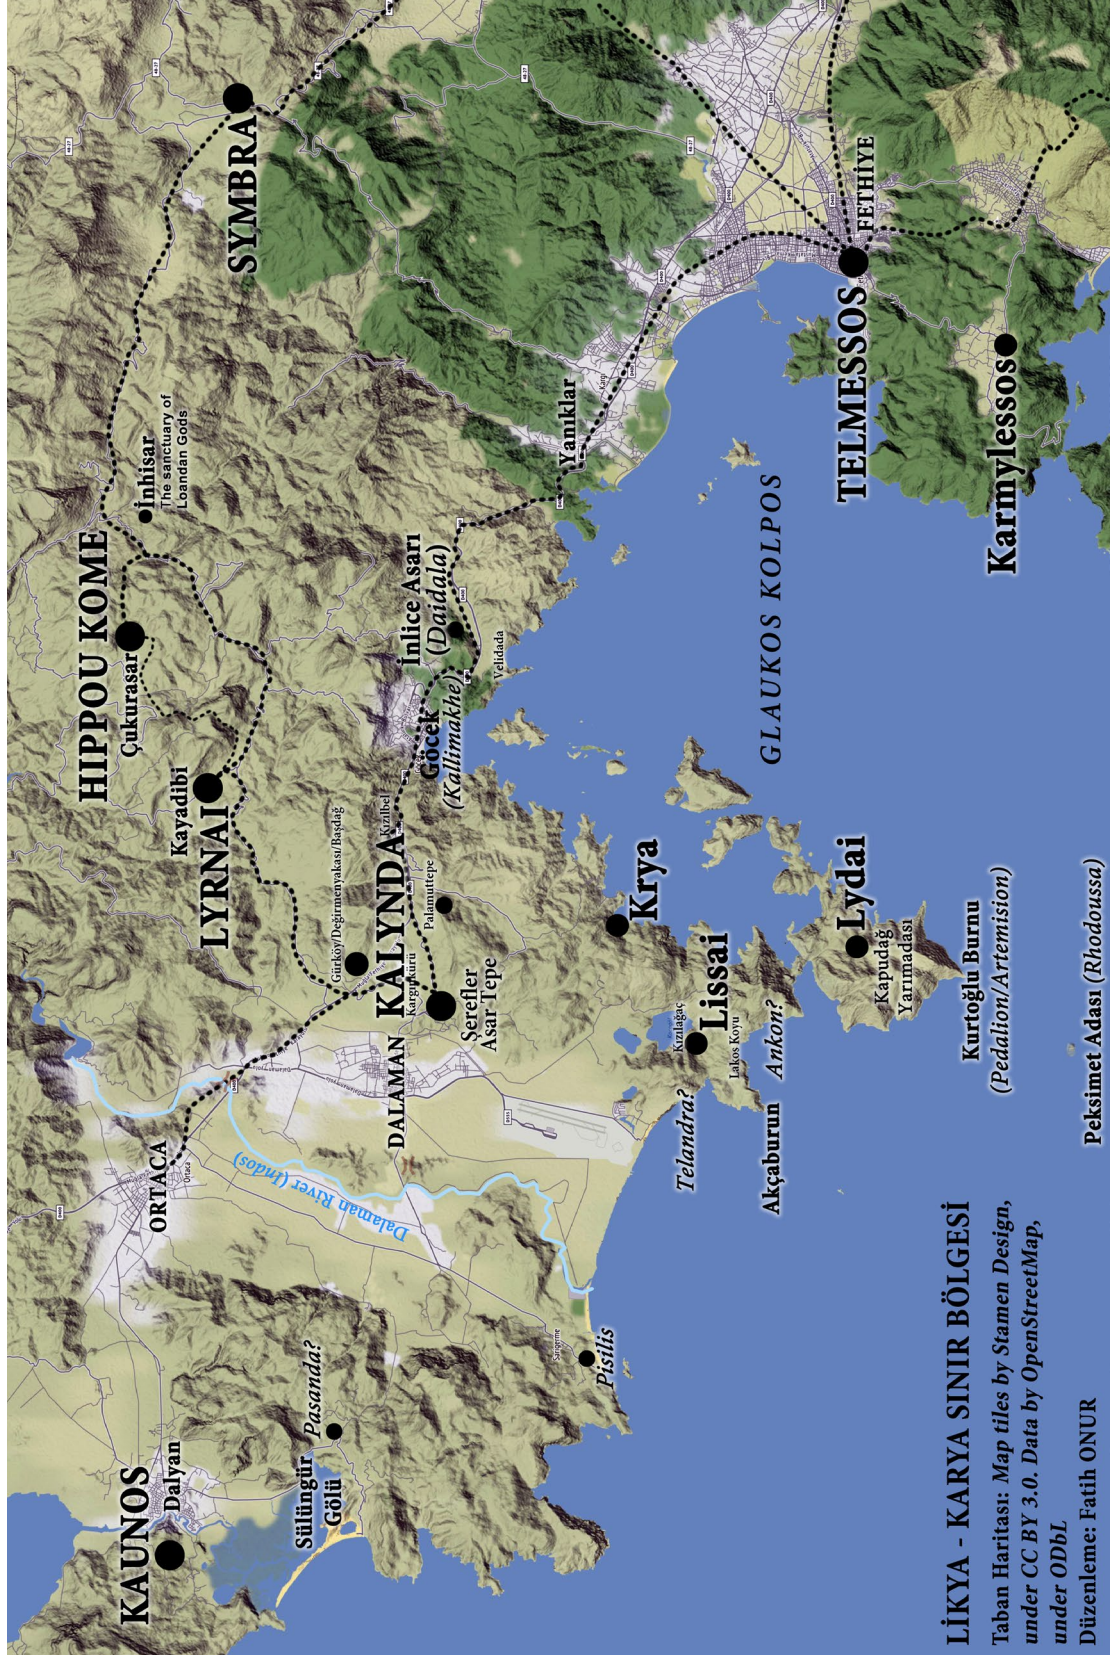 KAUNOS
Dalyan
Sülüngür
Gölü
Pasanda?
Pisilis
Sarıgerme
ORTACA
Ortaca
Dalaman River (Indos)
DALAMAN
KALYNDA
Kargınkürü
Şerefler
Asar Tepe
Gürköy/Değirmenyakası/Başdağ
Palamuttepe
Kızılbel
LYRNAI
Kayadibi
HIPPOU KOME
Çukurasar
İnhisar
The sanctuary of
Loandan Gods
SYMBRA
Göcek
(Kallimakhe)
İnlice Asarı
(Daidala)
Velidada
Yanıklar
Kargı
FETHİYE
TELMESSOS
Karmylessos
GLAUKOS KOLPOS
Krya
Lissai
Kızılağaç
Lakos Koyu
Telandra?
Ankon?
Akçaburun
Lydai
Kapudağ
Yarımadası
Kurtoğlu Burnu
(Pedalion/Artemision)
Peksimet Adası (Rhodoussa)
LİKYA - KARYA SINIR BÖLGESİ
Taban Haritası: Map tiles by Stamen Design,
under CC BY 3.0. Data by OpenStreetMap,
under ODbL
Düzenleme: Fatih ONUR